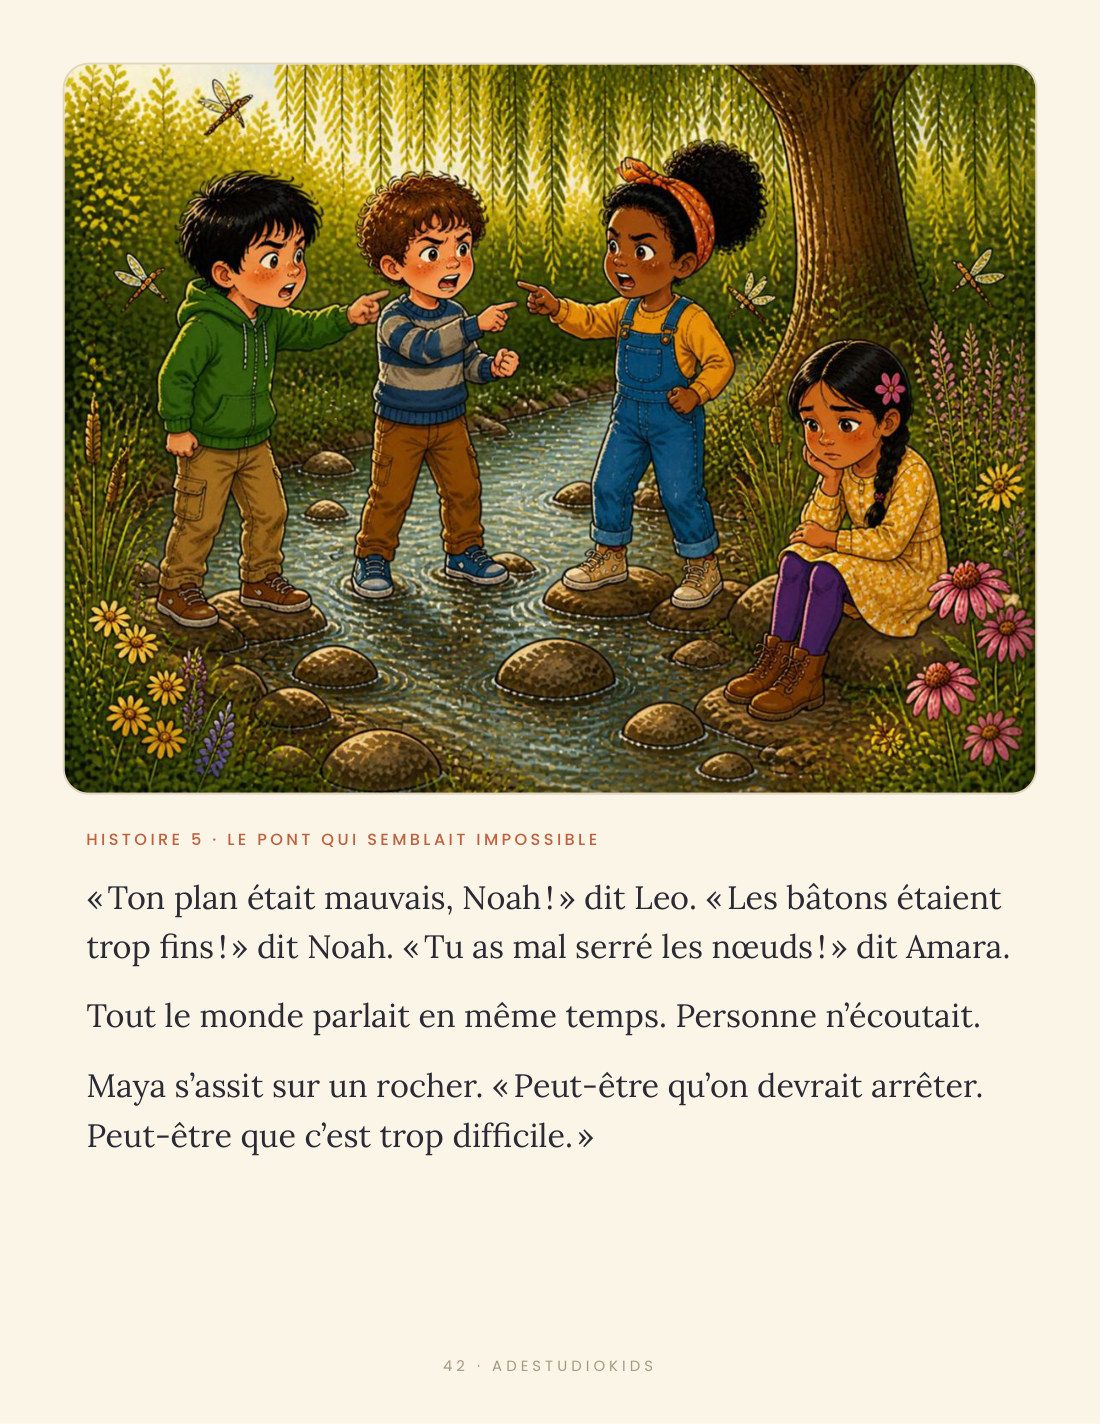 HISTOIRE 5 · LE PONT QUI SEMBLAIT IMPOSSIBLE
« Ton plan était mauvais, Noah ! » dit Leo. « Les bâtons étaient
trop fins ! » dit Noah. « Tu as mal serré les nœuds ! » dit Amara.
Tout le monde parlait en même temps. Personne n’écoutait.
Maya s’assit sur un rocher. « Peut-être qu’on devrait arrêter.
Peut-être que c’est trop difficile. »
42 · ADESTUDIOKIDS